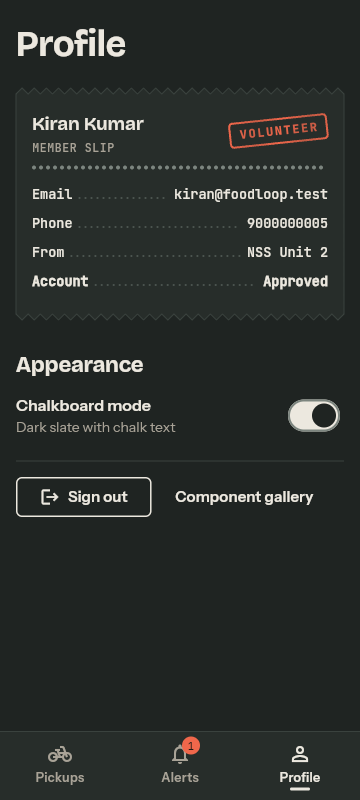 Profile
Kiran Kumar
VOLUNTEER
MEMBER SLIP
Email kiran@foodloop.test
Phone 9000000005
From NSS Unit 2
Account Approved
Appearance
Chalkboard mode
Dark slate with chalk text
Sign out Component gallery
1
Pickups Alerts Profile